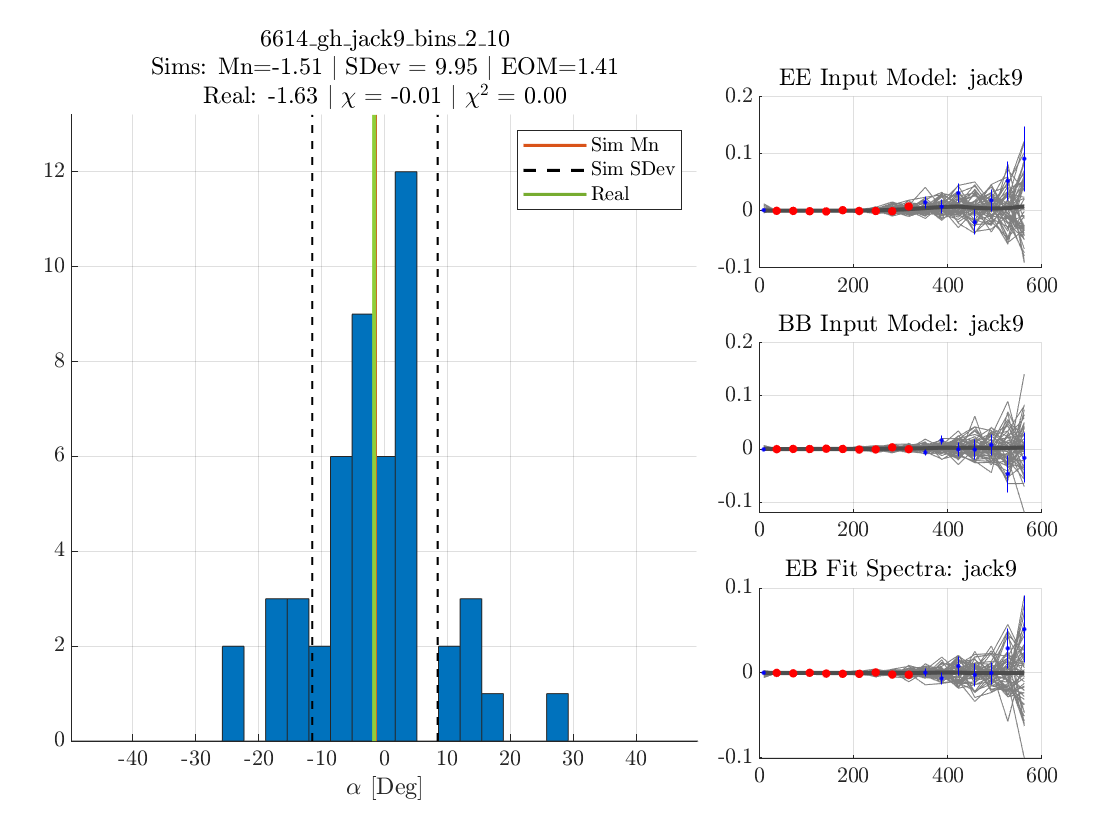 6614_gh_jack9_bins_2_10
Sims: Mn=-1.51 | SDev = 9.95 | EOM=1.41
Real: -1.63 | χ = -0.01 | χ² = 0.00
Sim Mn
Sim SDev
Real
12
10
8
6
4
2
0
-40 -30 -20 -10 0 10 20 30 40
α [Deg]
EE Input Model: jack9
0.2
0.1
0
-0.1
0 200 400 600
BB Input Model: jack9
0.2
0.1
0
-0.1
0 200 400 600
EB Fit Spectra: jack9
0.1
0
-0.1
0 200 400 600